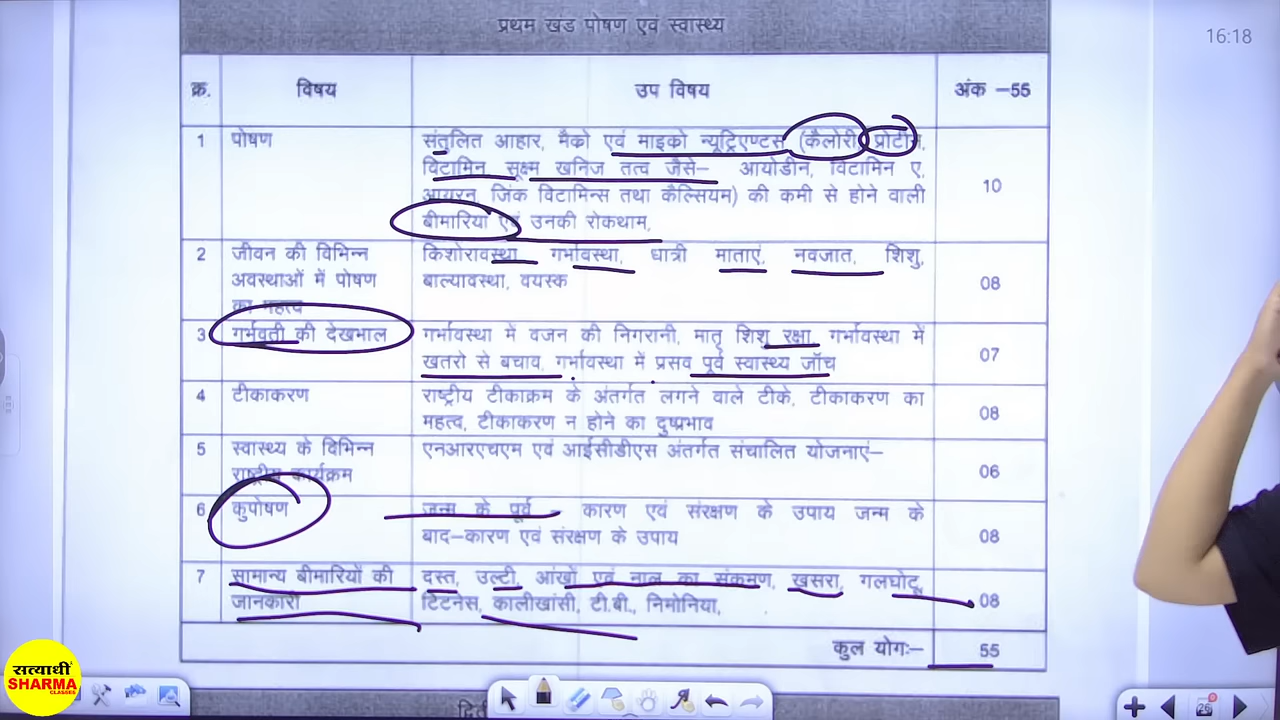 प्रथम खंड पोषण एवं स्वास्थ्य
16:18
क्र. विषय उप विषय अंक –55
1 पोषण संतुलित आहार, मैक्रो एवं माइको न्यूट्रिएण्टस (कैलोरी प्रोटीन,
विटामिन सूक्ष्म खनिज तत्व जैसे– आयोडीन, विटामिन ए,
आयरन, जिंक विटामिन्स तथा कैल्सियम) की कमी से होने वाली
बीमारिया एवं उनकी रोकथाम,
10
2 जीवन की विभिन्न किशोरावस्था गर्भावस्था, धात्री माताएं, नवजात, शिशु,
अवस्थाओं में पोषण बाल्यावस्था, वयस्क
का महत्व
08
3 गर्भवती की देखभाल गर्भावस्था में वजन की निगरानी, मातृ शिशु रक्षा, गर्भावस्था में
खतरो से बचाव, गर्भावस्था में प्रसव पूर्व स्वास्थ्य जॉच
07
4 टीकाकरण राष्ट्रीय टीकाक्रम के अंतर्गत लगने वाले टीके, टीकाकरण का
महत्व, टीकाकरण न होने का दुष्प्रभाव
08
5 स्वास्थ्य के विभिन्न एनआरएचएम एवं आईसीडीएस अंतर्गत संचालित योजनाएं–
राष्ट्रीय कार्यक्रम
06
6 कुपोषण जन्म के पूर्व कारण एवं संरक्षण के उपाय जन्म के
बाद–कारण एवं संरक्षण के उपाय
08
7 सामान्य बीमारियों की दस्त, उल्टी, आंखों एवं नाल का संक्रमण, खसरा, गलघोटू,
जानकारी टिटनेस, कालीखांसी, टी.बी., निमोनिया,
08
कुल योगः– 55
सत्यार्थी
SHARMA
CLASSES
26